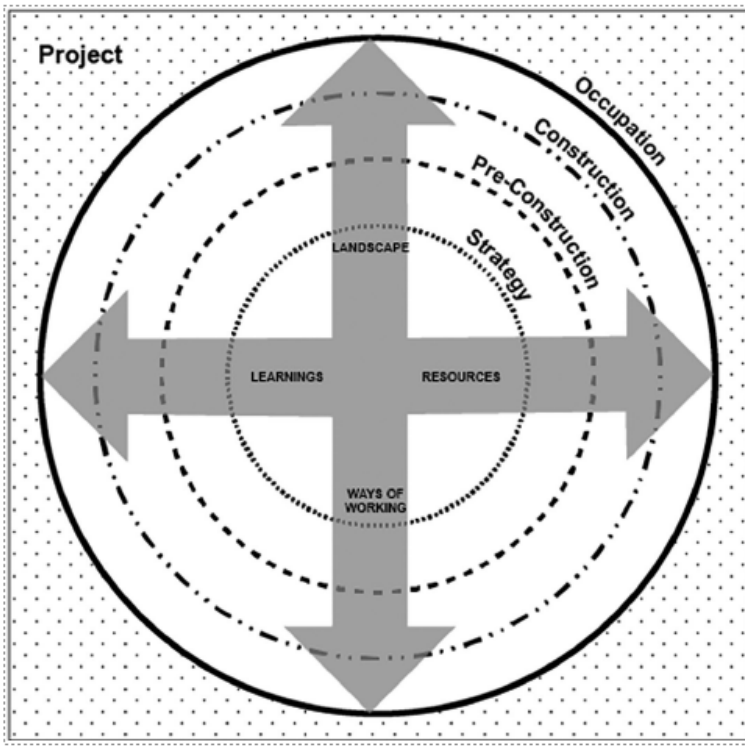 Project
Occupation
Construction
Pre-Construction
Strategy
LANDSCAPE
LEARNINGS
RESOURCES
WAYS OF
WORKING